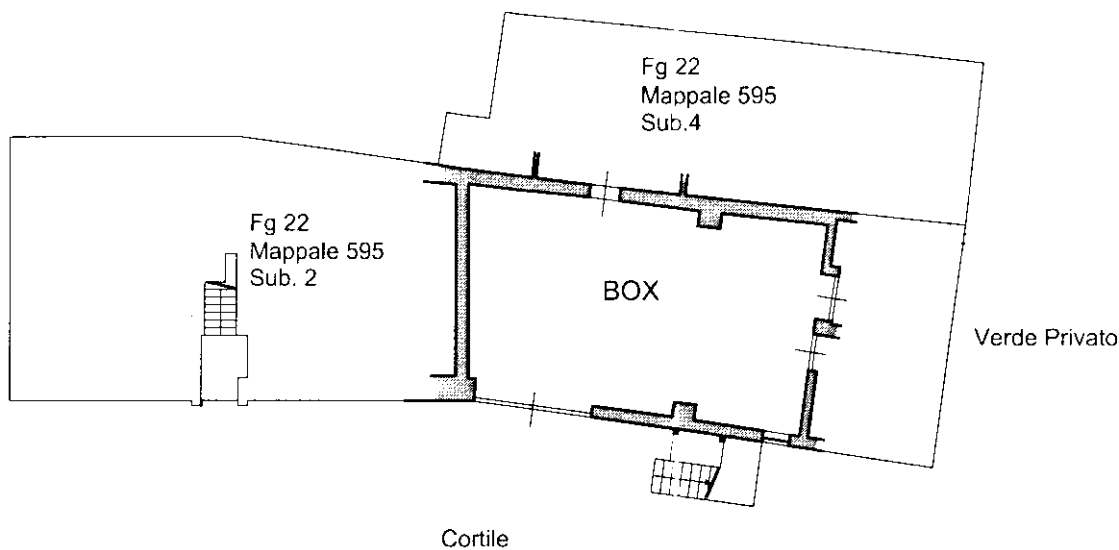 Fg 22
Mappale 595
Sub.4
Fg 22
Mappale 595
Sub. 2
BOX
Verde Privato
Cortile